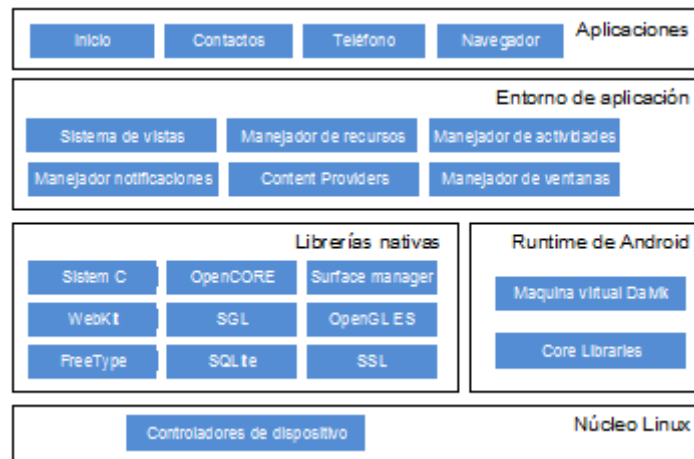 Aplicaciones
Inicio Contactos Teléfono Navegador
Entorno de aplicación
Sistema de vistas Manejador de recursos Manejador de actividades
Manejador notificaciones Content Providers Manejador de ventanas
Librerías nativas
Sistem C OpenCORE Surface manager
WebKit SGL OpenGL ES
FreeType SQLite SSL
Runtime de Android
Maquina virtual Dalvik
Core Libraries
Núcleo Linux
Controladores de dispositivo